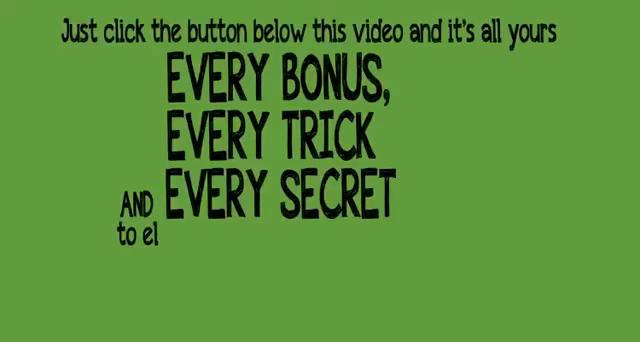 Just click the button below this video and it's all yours
EVERY BONUS,
EVERY TRICK
AND EVERY SECRET
to el